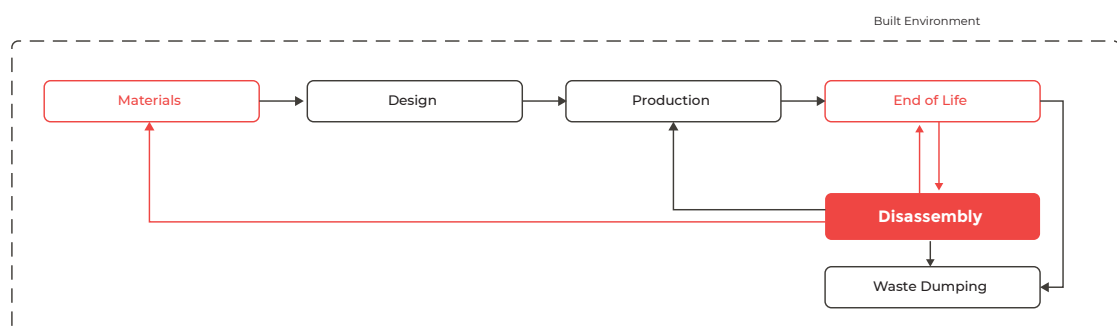 Built Environment
Materials
Design
Production
End of Life
Disassembly
Waste Dumping